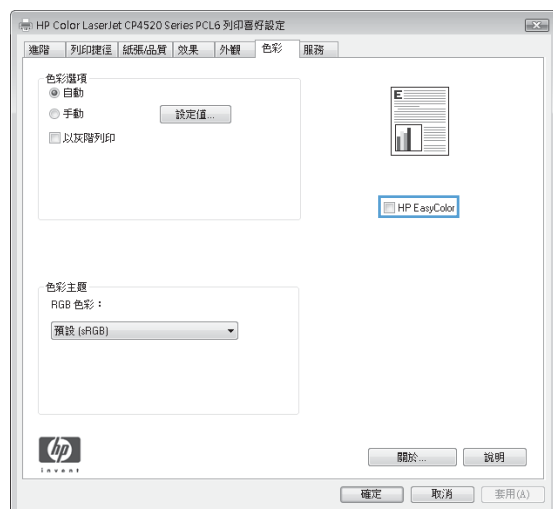 HP Color LaserJet CP4520 Series PCL6 列印喜好設定
進階 列印捷徑 紙張/品質 效果 外觀 色彩 服務
色彩選項
自動
手動
設定值...
以灰階列印
E
HP EasyColor
色彩主題
RGB 色彩：
預設 (sRGB)
hp
invent
關於...
說明
確定
取消
套用(A)